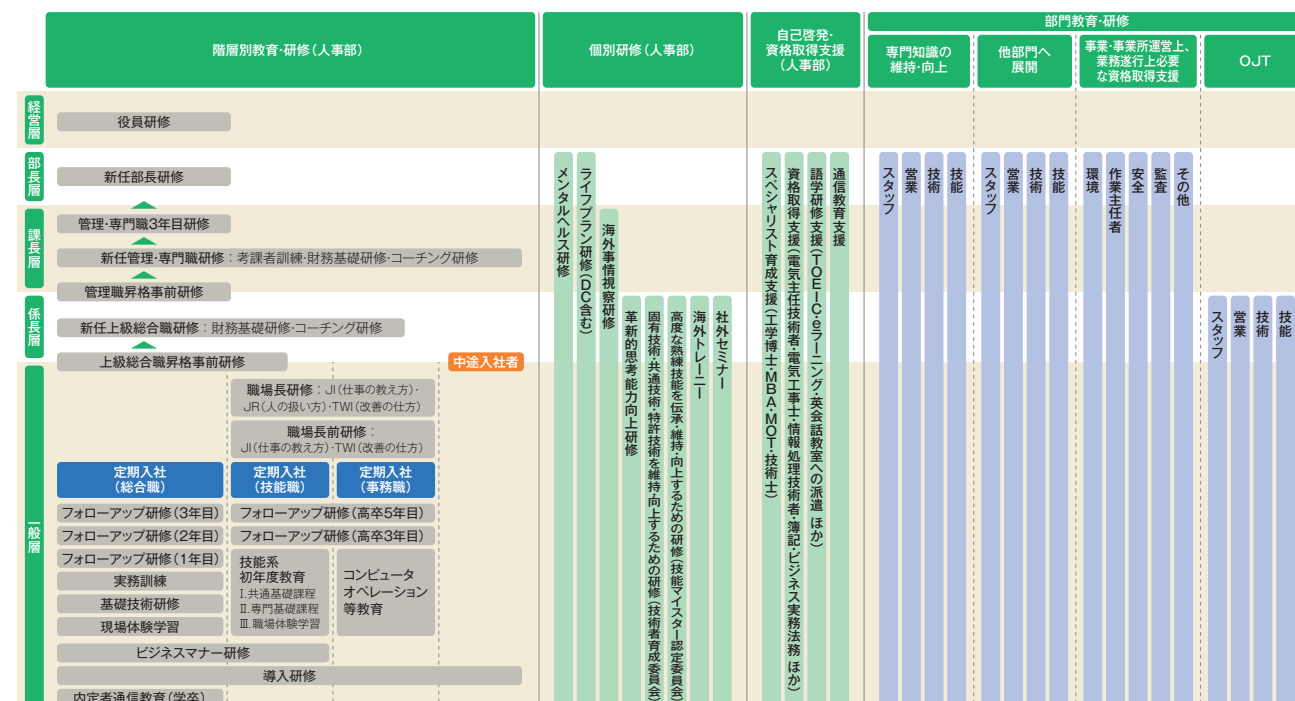 階層別教育・研修（人事部）
個別研修（人事部）
自己啓発・
資格取得支援
（人事部）
部門教育・研修
専門知識の
維持・向上
他部門へ
展開
事業・事業所運営上、
業務遂行上必要
な資格取得支援
OJT
経営層
役員研修
部長層
新任部長研修
課長層
管理・専門職3年目研修
新任管理・専門職研修：考課者訓練・財務基礎研修・コーチング研修
管理職昇格事前研修
係長層
新任上級総合職研修：財務基礎研修・コーチング研修
上級総合職昇格事前研修
中途入社者
一般層
職場長研修：JI（仕事の教え方）・
JR（人の扱い方）・TWI（改善の仕方）
職場長前研修：
JI（仕事の教え方）・TWI（改善の仕方）
定期入社
（総合職）
定期入社
（技能職）
定期入社
（事務職）
フォローアップ研修（3年目）
フォローアップ研修（高卒5年目）
フォローアップ研修（2年目）
フォローアップ研修（高卒3年目）
フォローアップ研修（1年目）
実務訓練
基礎技術研修
現場体験学習
技能系
初年度教育
Ⅰ.共通基礎課程
Ⅱ.専門基礎課程
Ⅲ.職場体験学習
コンピュータ
オペレーション
等教育
ビジネスマナー研修
導入研修
内定者通信教育（学卒）
メンタルヘルス研修
ライフプラン研修（DC含む）
海外事情視察研修
革新的思考能力向上研修
固有技術・共通技術・特許技術を維持・向上するための研修（技術者育成委員会）
高度な熟練技能を伝承・維持・向上するための研修（技能マイスター認定委員会）
海外トレーニー
社外セミナー
スペシャリスト育成支援（工学博士・MBA・MOT・技術士）
資格取得支援（電気主任技術者・電気工事士・情報処理技術者・簿記・ビジネス実務法務 ほか）
語学研修支援（TOEIC・eラーニング・英会話教室への派遣 ほか）
通信教育支援
スタッフ
営業
技術
技能
スタッフ
営業
技術
技能
環境
作業主任者
安全
監査
その他
スタッフ
営業
技術
技能